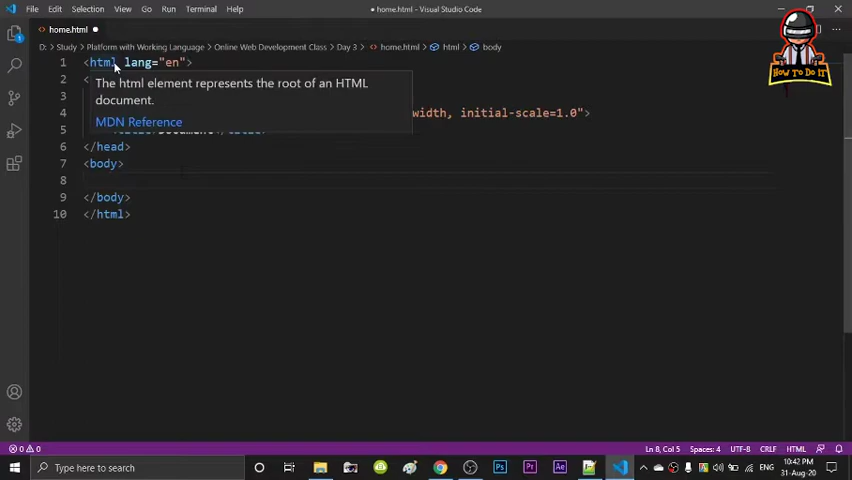 File Edit Selection View Go Run Terminal Help
● home.html - Visual Studio Code
home.html ●
D: > Study > Platform with Working Language > Online Web Development Class > Day 3 > home.html > html > body
1 <html lang="en">
2 <
The html element represents the root of an HTML
document.
MDN Reference
3
4 width, initial-scale=1.0">
5
6 </head>
7 <body>
8
9 </body>
10 </html>
HOW TO DO IT
1
0 0
Ln 8, Col 5 Spaces: 4 UTF-8 CRLF HTML
Type here to search
Ps Pr Ae
ENG
10:42 PM
31-Aug-20